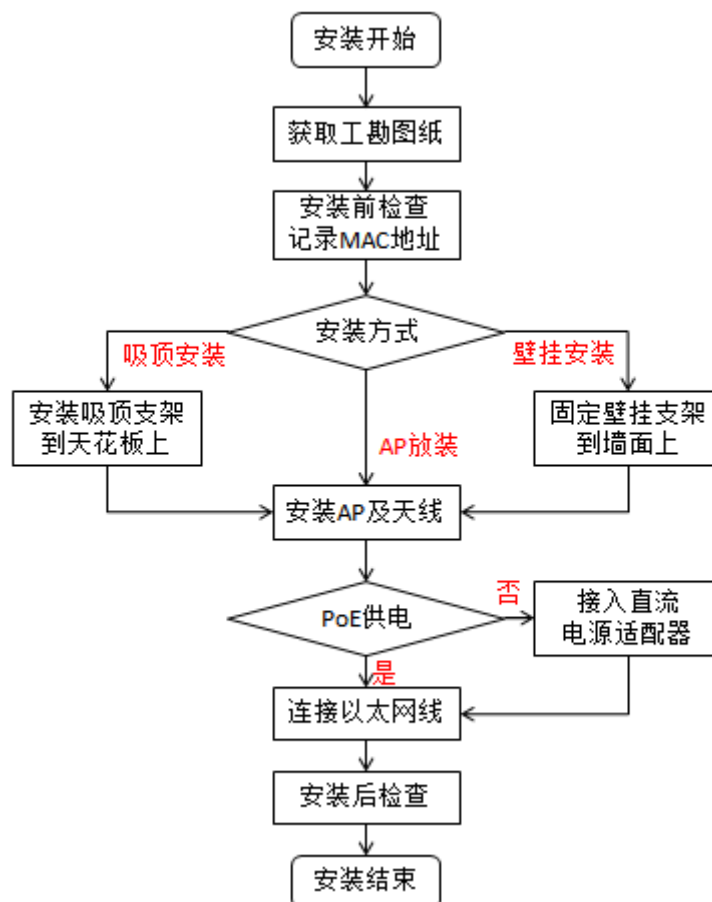 安装开始
获取工勘图纸
安装前检查
记录MAC地址
安装方式
吸顶安装
壁挂安装
安装吸顶支架
到天花板上
AP放装
固定壁挂支架
到墙面上
安装AP及天线
PoE供电
否
接入直流
电源适配器
是
连接以太网线
安装后检查
安装结束